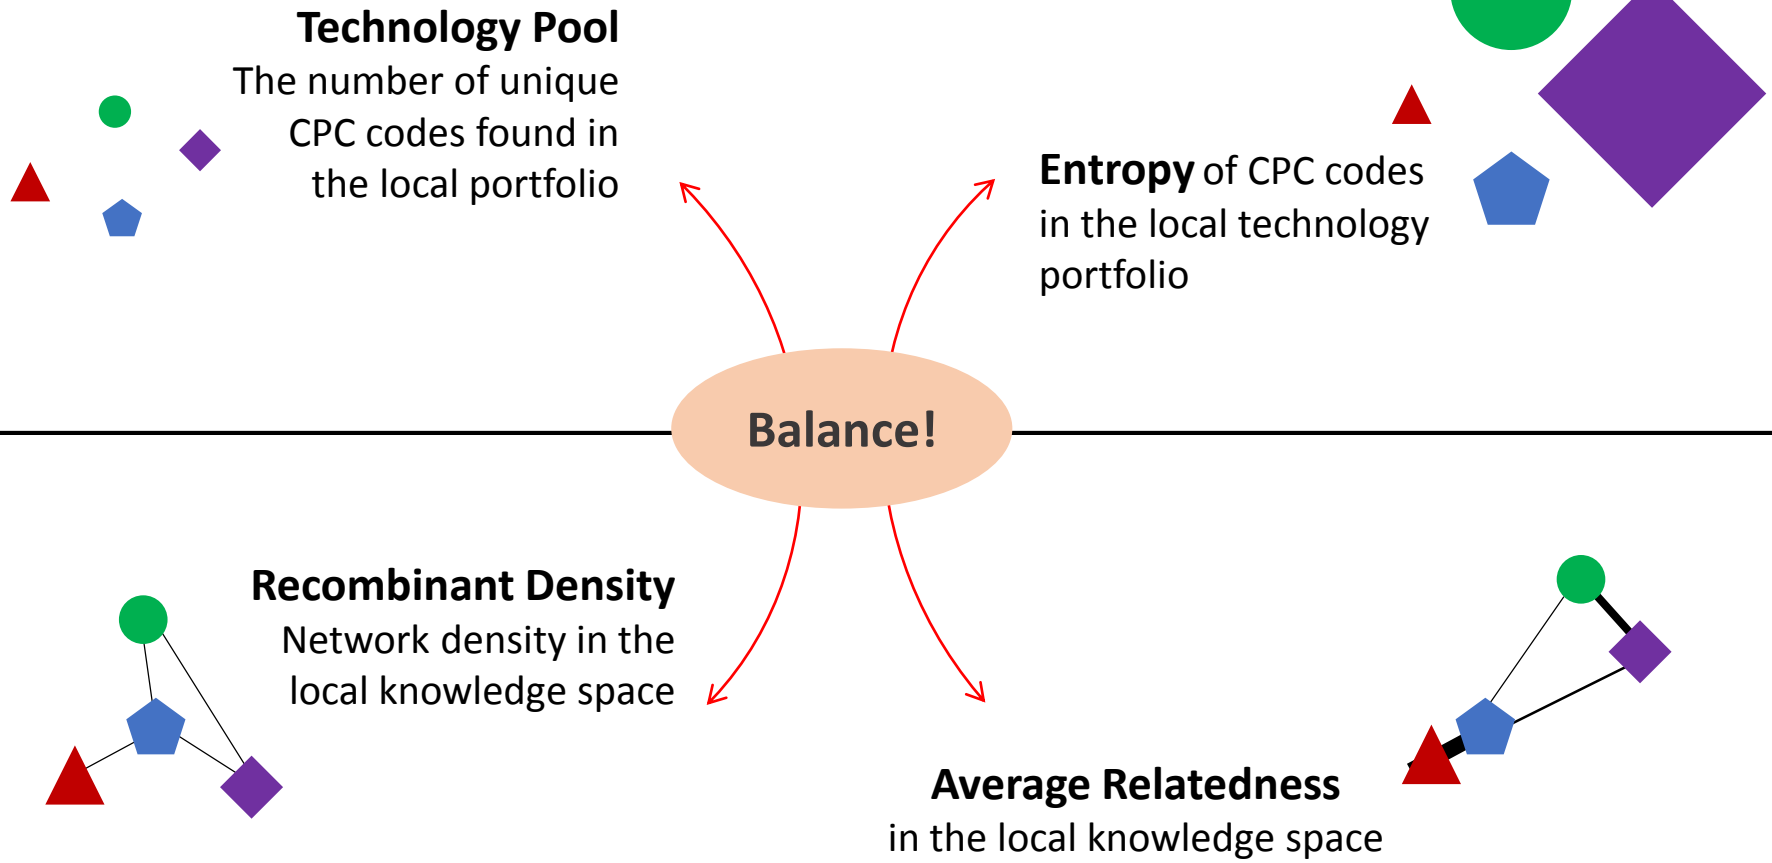 Technology Pool
The number of unique
CPC codes found in
the local portfolio
Entropy of CPC codes
in the local technology
portfolio
Balance!
Recombinant Density
Network density in the
local knowledge space
Average Relatedness
in the local knowledge space